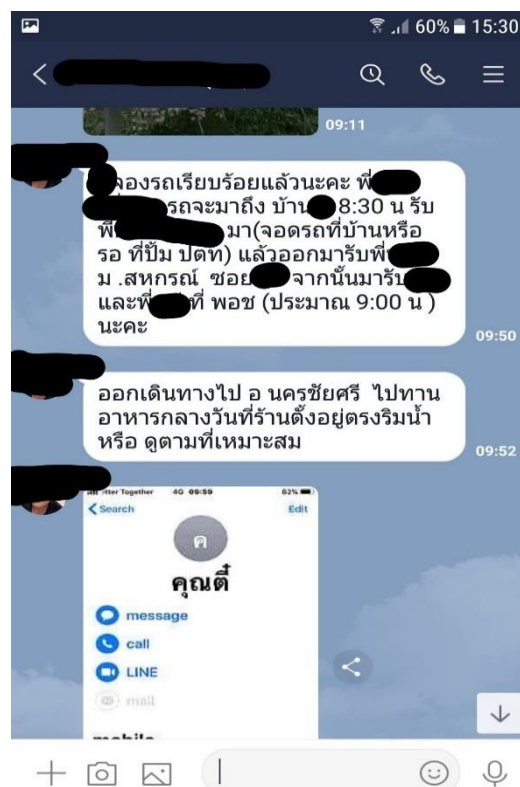 60% 15:30
09:11
จองรถเรียบร้อยแล้วนะคะ พี่
รถจะมาถึง บ้าน 8:30 น รับ
พี่ มา(จอดรถที่บ้านหรือ
รอ ที่ปั้ม ปตท) แล้วออกมารับพี่
ม .สหกรณ์ ซอย จากนั้นมารับ
และพี่ ที่ พอช (ประมาณ 9:00 น )
นะคะ
09:50
ออกเดินทางไป อ นครชัยศรี ไปทาน
อาหารกลางวันที่ร้านตั้งอยู่ตรงริมน้ำ
หรือ ดูตามที่เหมาะสม
09:52
tter Together 4G 09:59 62%
Search Edit
ค
คุณตี๋
message
call
LINE
mail
mobile